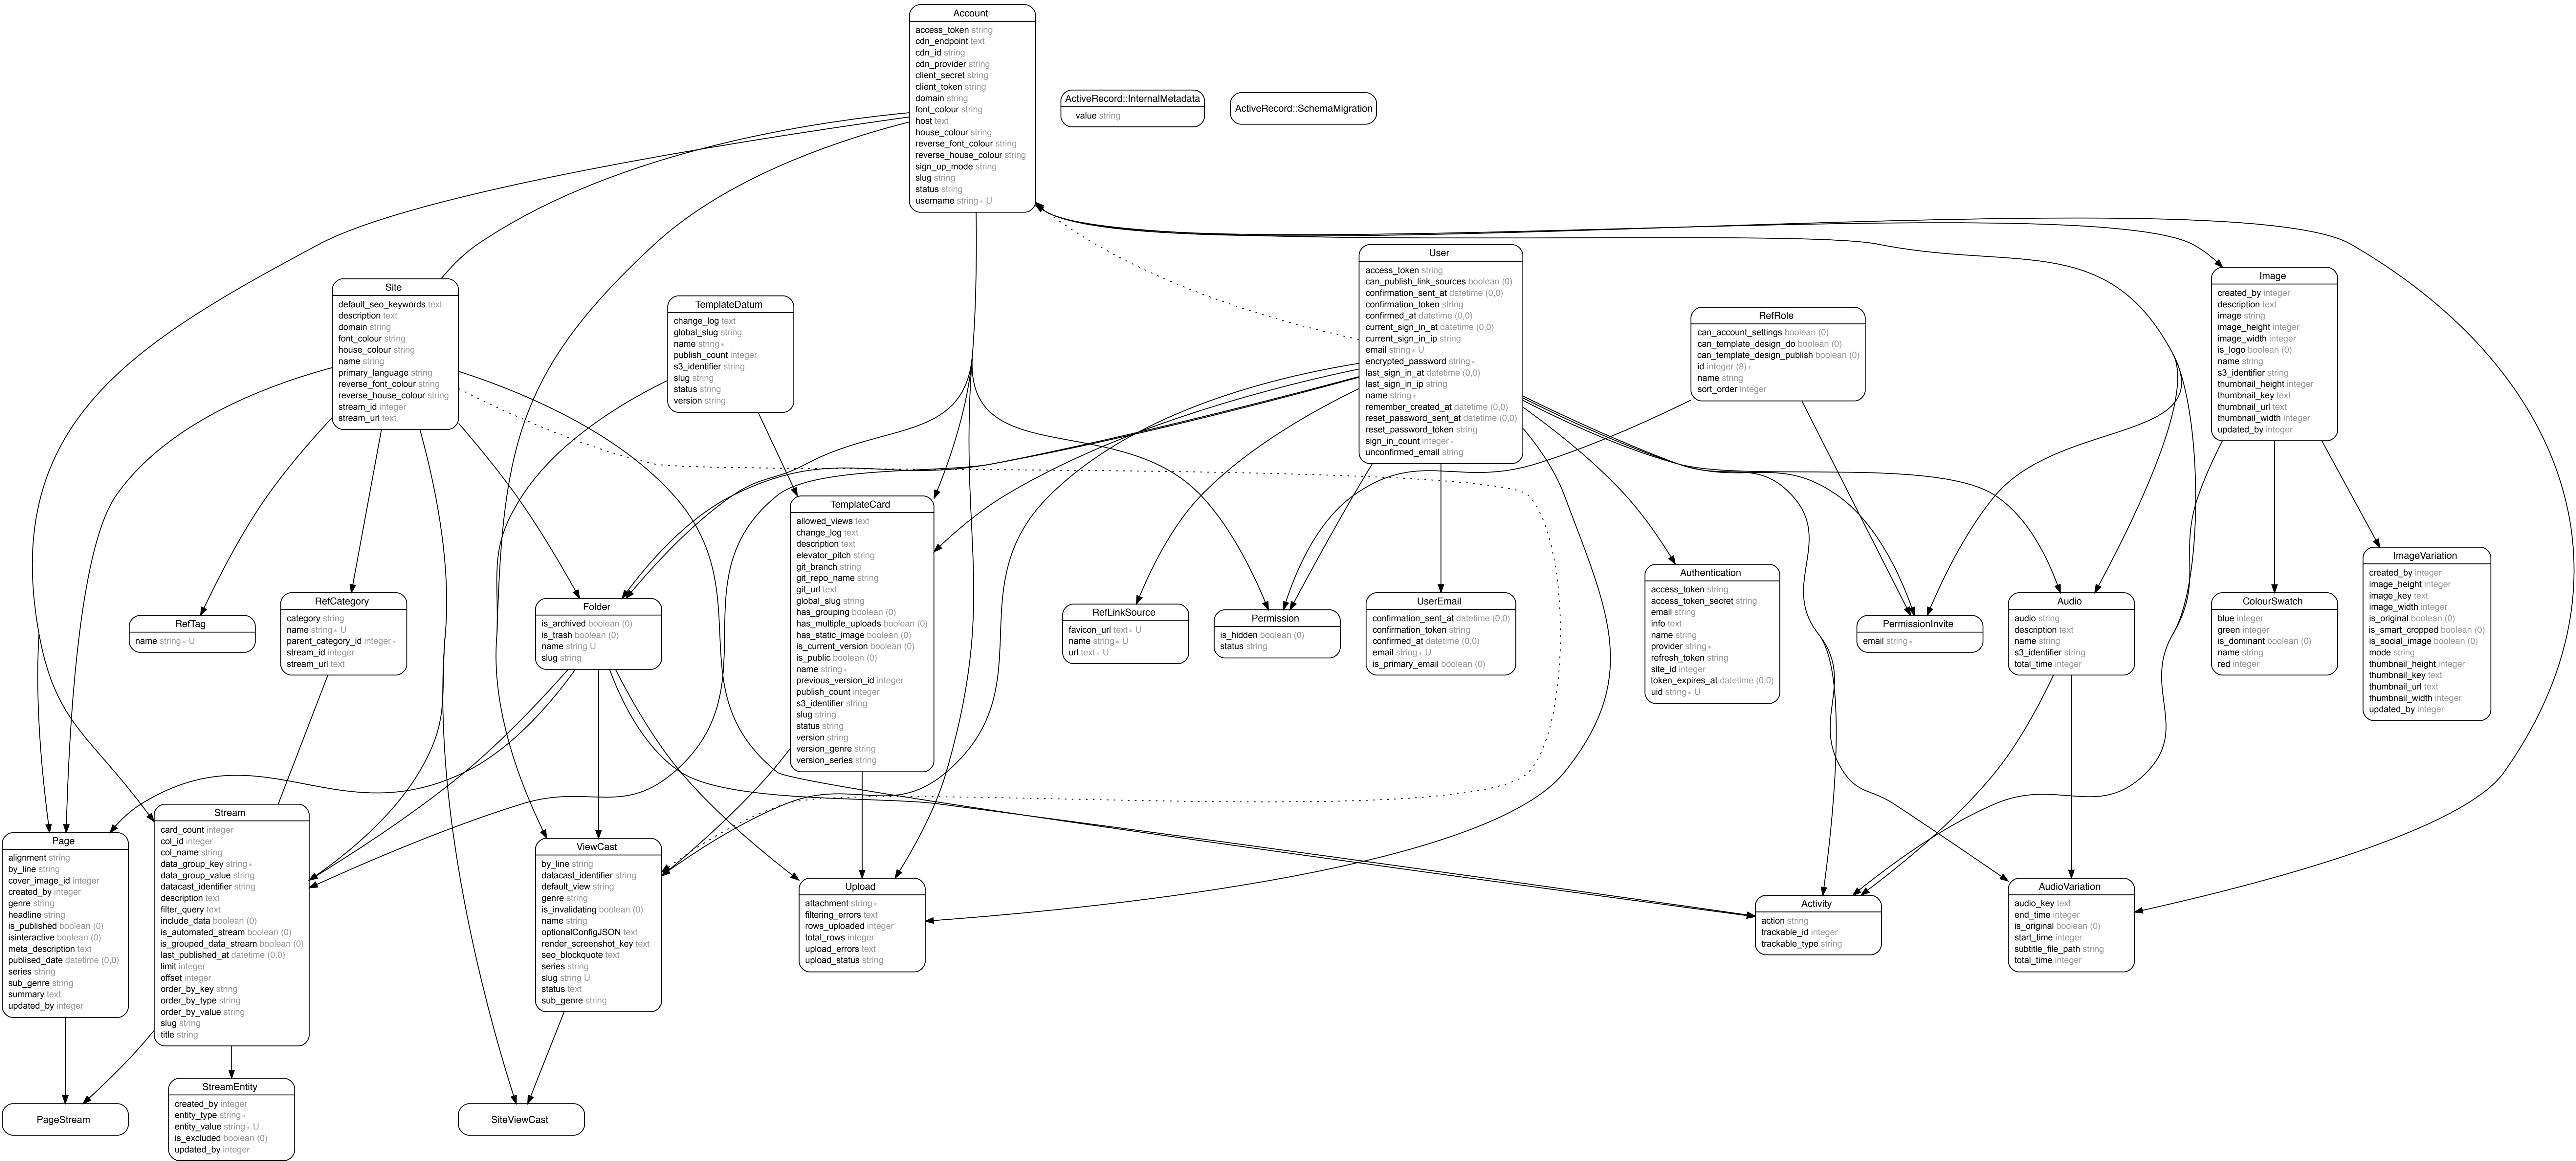 Account
access_token string
cdn_endpoint text
cdn_id string
cdn_provider string
client_secret string
client_token string
domain string
font_colour string
host text
house_colour string
reverse_font_colour string
reverse_house_colour string
sign_up_mode string
slug string
status string
username string * U
ActiveRecord::InternalMetadata
value string
ActiveRecord::SchemaMigration
Site
default_seo_keywords text
description text
domain string
font_colour string
house_colour string
name string
primary_language string
reverse_font_colour string
reverse_house_colour string
stream_id integer
stream_url text
TemplateDatum
change_log text
global_slug string
name string *
publish_count integer
s3_identifier string
slug string
status string
version string
User
access_token string
can_publish_link_sources boolean (0)
confirmation_sent_at datetime (0,0)
confirmation_token string
confirmed_at datetime (0,0)
current_sign_in_at datetime (0,0)
current_sign_in_ip string
email string * U
encrypted_password string *
last_sign_in_at datetime (0,0)
last_sign_in_ip string
name string *
remember_created_at datetime (0,0)
reset_password_sent_at datetime (0,0)
reset_password_token string
sign_in_count integer *
unconfirmed_email string
RefRole
can_account_settings boolean (0)
can_template_design_do boolean (0)
can_template_design_publish boolean (0)
id integer (8) *
name string
sort_order integer
Image
created_by integer
description text
image string
image_height integer
image_width integer
is_logo boolean (0)
name string
s3_identifier string
thumbnail_height integer
thumbnail_key text
thumbnail_url text
thumbnail_width integer
updated_by integer
RefTag
name string * U
RefCategory
category string
name string * U
parent_category_id integer *
stream_id integer
stream_url text
Folder
is_archived boolean (0)
is_trash boolean (0)
name string U
slug string
TemplateCard
allowed_views text
change_log text
description text
elevator_pitch string
git_branch string
git_repo_name string
git_url text
global_slug string
has_grouping boolean (0)
has_multiple_uploads boolean (0)
has_static_image boolean (0)
is_current_version boolean (0)
is_public boolean (0)
name string *
previous_version_id integer
publish_count integer
s3_identifier string
slug string
status string
version string
version_genre string
version_series string
RefLinkSource
favicon_url text * U
name string * U
url text * U
Permission
is_hidden boolean (0)
status string
UserEmail
confirmation_sent_at datetime (0,0)
confirmation_token string
confirmed_at datetime (0,0)
email string * U
is_primary_email boolean (0)
Authentication
access_token string
access_token_secret string
email string
info text
name string
provider string *
refresh_token string
site_id integer
token_expires_at datetime (0,0)
uid string * U
PermissionInvite
email string *
Audio
audio string
description text
name string
s3_identifier string
total_time integer
ColourSwatch
blue integer
green integer
is_dominant boolean (0)
name string
red integer
ImageVariation
created_by integer
image_height integer
image_key text
image_width integer
is_original boolean (0)
is_smart_cropped boolean (0)
is_social_image boolean (0)
mode string
thumbnail_height integer
thumbnail_key text
thumbnail_url text
thumbnail_width integer
updated_by integer
Page
alignment string
by_line string
cover_image_id integer
created_by integer
genre string
headline string
is_published boolean (0)
isinteractive boolean (0)
meta_description text
publised_date datetime (0,0)
series string
sub_genre string
summary text
updated_by integer
Stream
card_count integer
col_id integer
col_name string
data_group_key string *
data_group_value string
datacast_identifier string
description text
filter_query text
include_data boolean (0)
is_automated_stream boolean (0)
is_grouped_data_stream boolean (0)
last_published_at datetime (0,0)
limit integer
offset integer
order_by_key string
order_by_type string
order_by_value string
slug string
title string
ViewCast
by_line string
datacast_identifier string
default_view string
genre string
is_invalidating boolean (0)
name string
optionalConfigJSON text
render_screenshot_key text
seo_blockquote text
series string
slug string U
status text
sub_genre string
Upload
attachment string *
filtering_errors text
rows_uploaded integer
total_rows integer
upload_errors text
upload_status string
Activity
action string
trackable_id integer
trackable_type string
AudioVariation
audio_key text
end_time integer
is_original boolean (0)
start_time integer
subtitle_file_path string
total_time integer
PageStream
StreamEntity
created_by integer
entity_type string *
entity_value string * U
is_excluded boolean (0)
updated_by integer
SiteViewCast